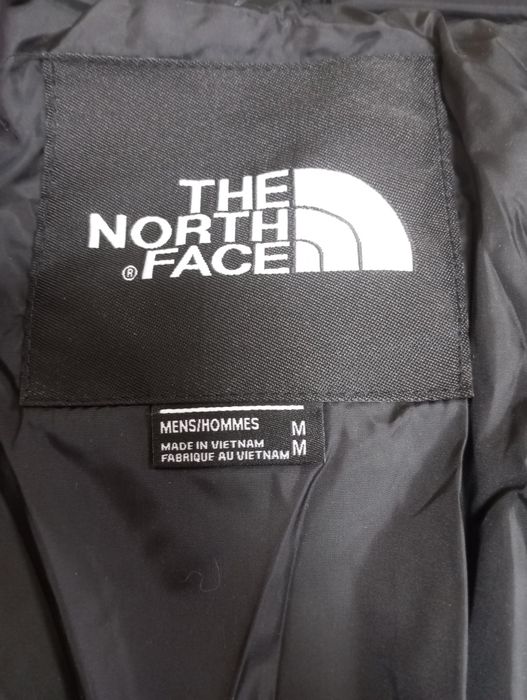 THE
NORTH
® FACE
MENS/HOMMES M
MADE IN VIETNAM M
FABRIQUE AU VIETNAM